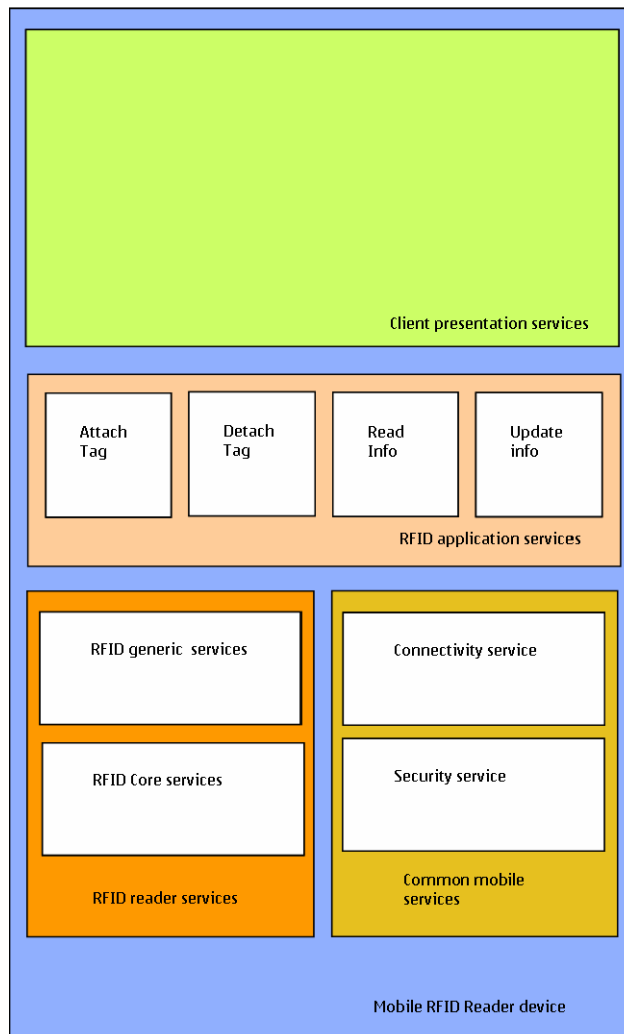 Client presentation services
Attach
Tag
Detach
Tag
Read
Info
Update
info
RFID application services
RFID generic services
RFID Core services
RFID reader services
Connectivity service
Security service
Common mobile
services
Mobile RFID Reader device